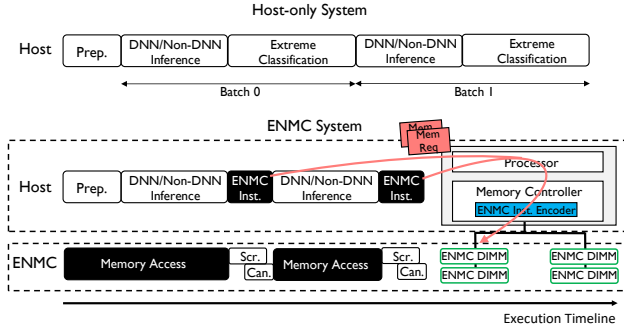 Host-only System
Host
Prep.
DNN/Non-DNN
Inference
Extreme
Classification
DNN/Non-DNN
Inference
Extreme
Classification
Batch 0
Batch 1
ENMC System
Mem
Req
Host
Prep.
DNN/Non-DNN
Inference
ENMC
Inst.
DNN/Non-DNN
Inference
ENMC
Inst.
Processor
Memory Controller
ENMC Inst. Encoder
ENMC
Memory Access
Scr.
Can.
Memory Access
Scr.
Can.
ENMC DIMM
ENMC DIMM
ENMC DIMM
ENMC DIMM
Execution Timeline